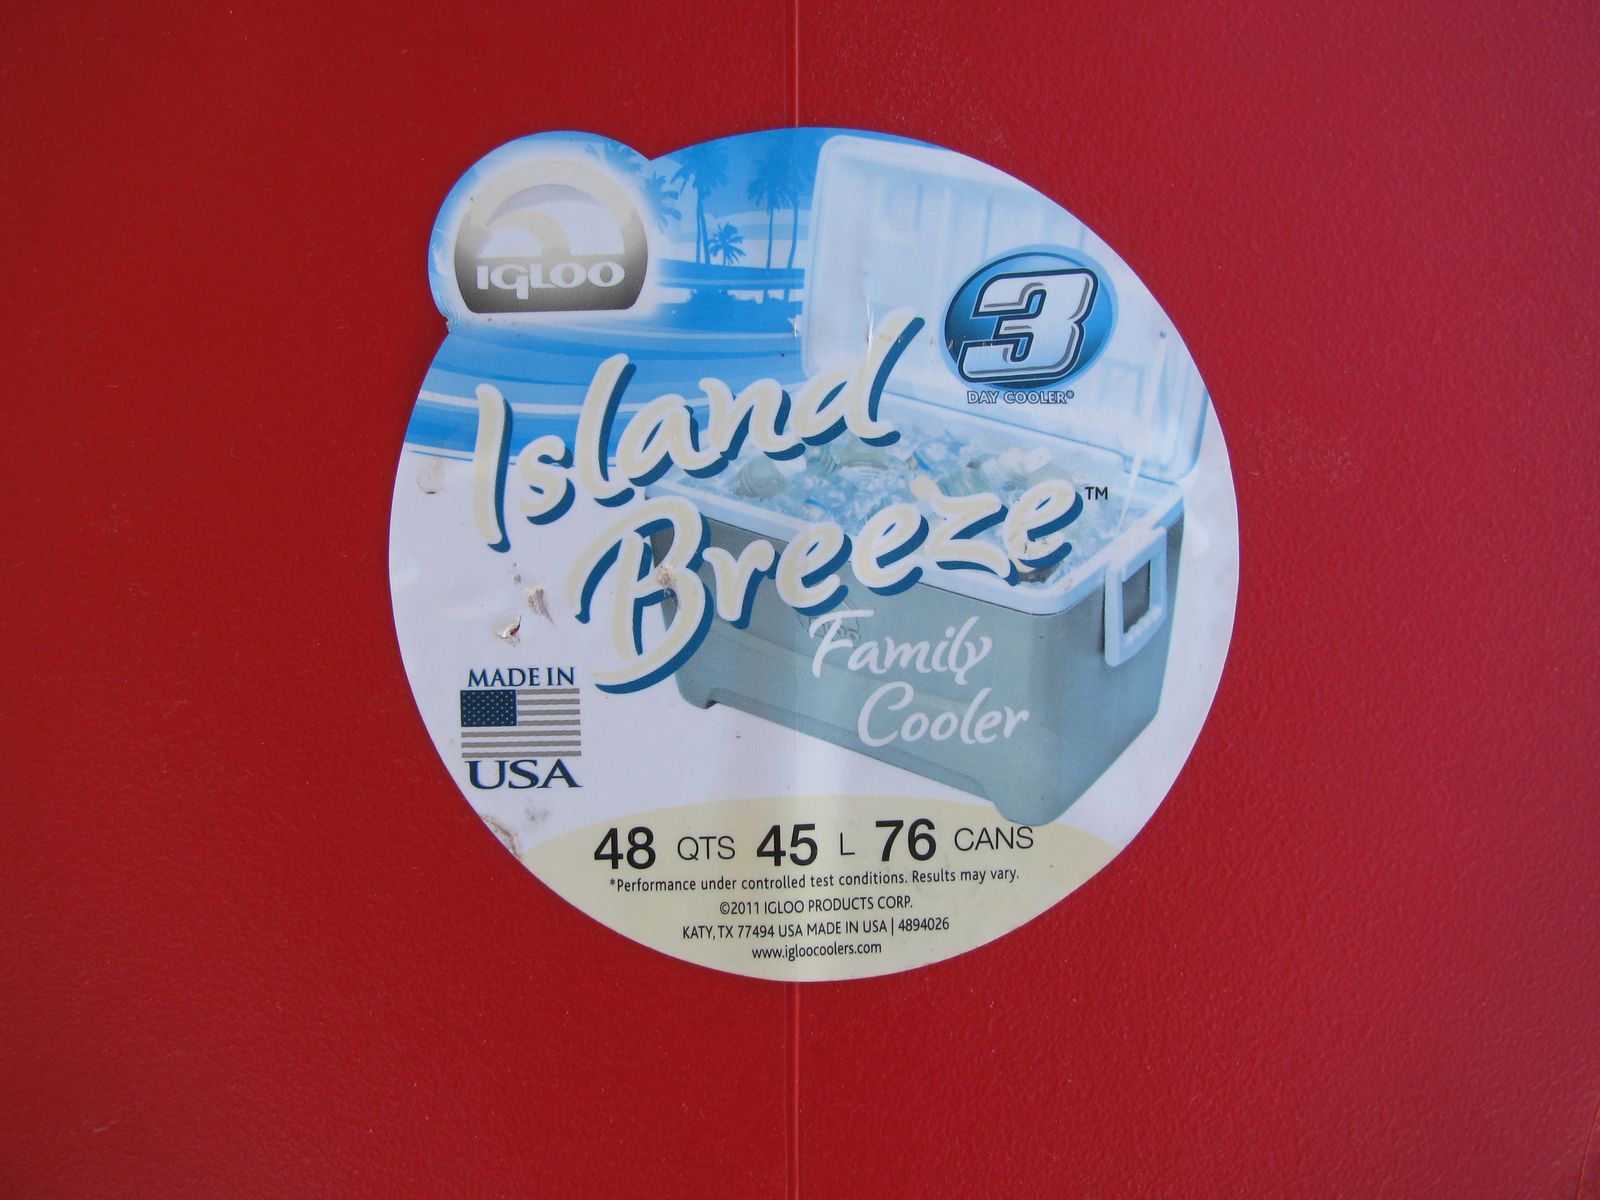 IGLOO
3
DAY COOLER*
Island
Breeze™
Family
Cooler
MADE IN
USA
48 QTS 45 L 76 CANS
*Performance under controlled test conditions. Results may vary.
©2011 IGLOO PRODUCTS CORP.
KATY, TX 77494 USA MADE IN USA | 4894026
www.igloocoolers.com